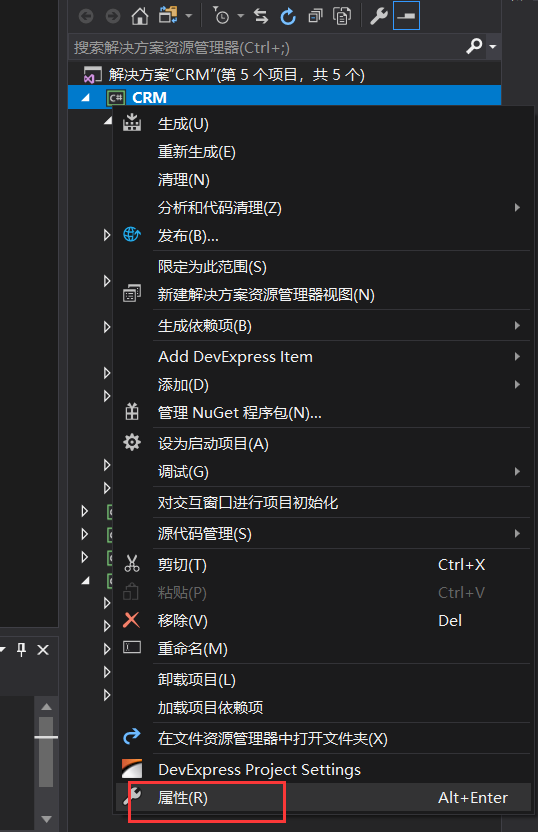 搜索解决方案资源管理器(Ctrl+;)
解决方案"CRM"(第 5 个项目，共 5 个)
C# CRM
生成(U)
重新生成(E)
清理(N)
分析和代码清理(Z)
发布(B)...
限定为此范围(S)
新建解决方案资源管理器视图(N)
生成依赖项(B)
Add DevExpress Item
添加(D)
管理 NuGet 程序包(N)...
设为启动项目(A)
调试(G)
对交互窗口进行项目初始化
源代码管理(S)
剪切(T) Ctrl+X
粘贴(P) Ctrl+V
移除(V) Del
重命名(M)
卸载项目(L)
加载项目依赖项
在文件资源管理器中打开文件夹(X)
DevExpress Project Settings
属性(R) Alt+Enter